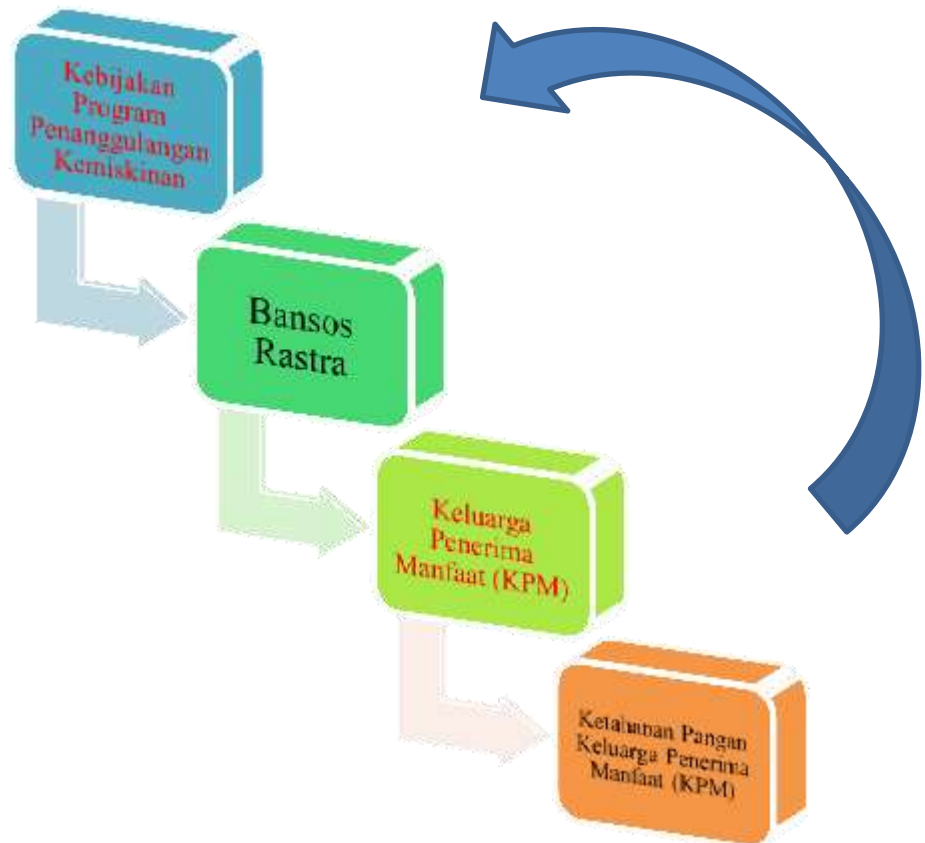 Kebijakan
Program
Penanggulangan
Kemiskinan
Bansos
Rastra
Keluarga
Penerima
Manfaat (KPM)
Ketahanan Pangan
Keluarga Penerima
Manfaat (KPM)